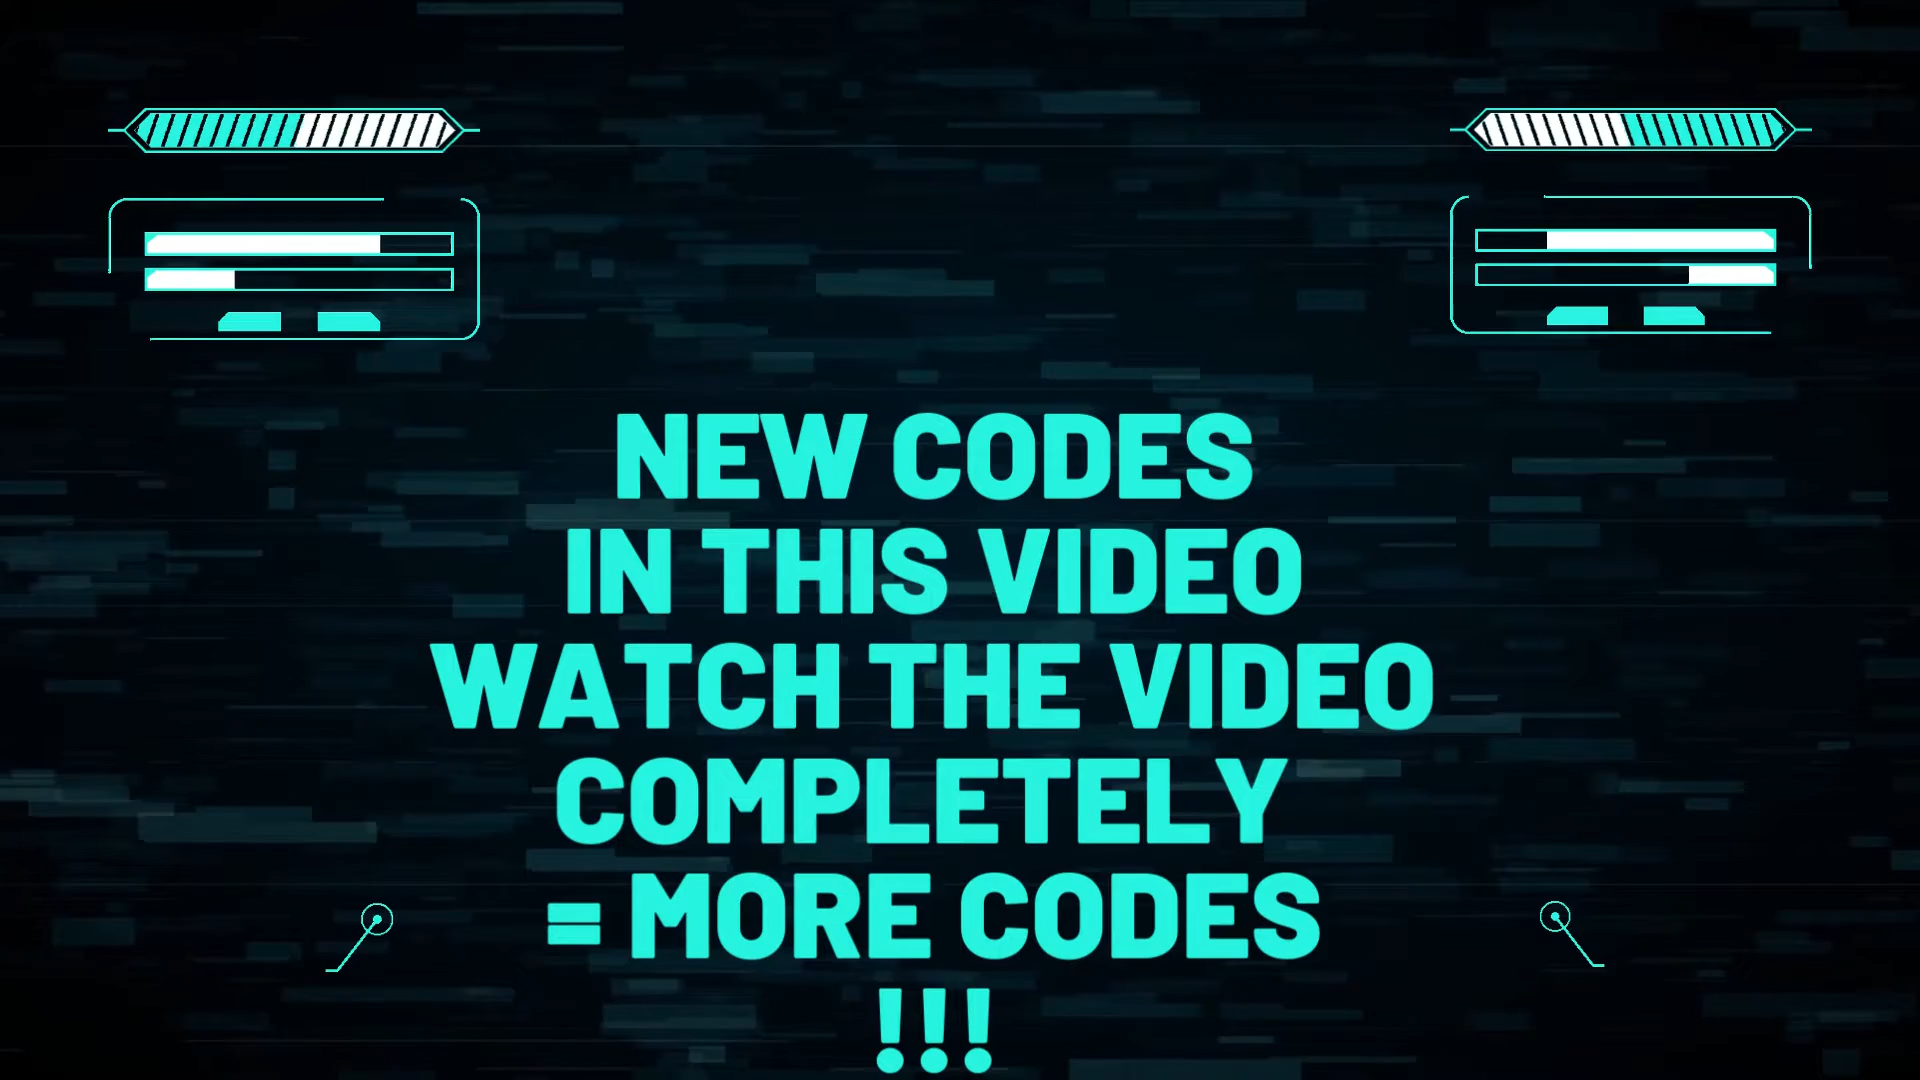 NEW CODES
IN THIS VIDEO
WATCH THE VIDEO
COMPLETELY
= MORE CODES
!!!